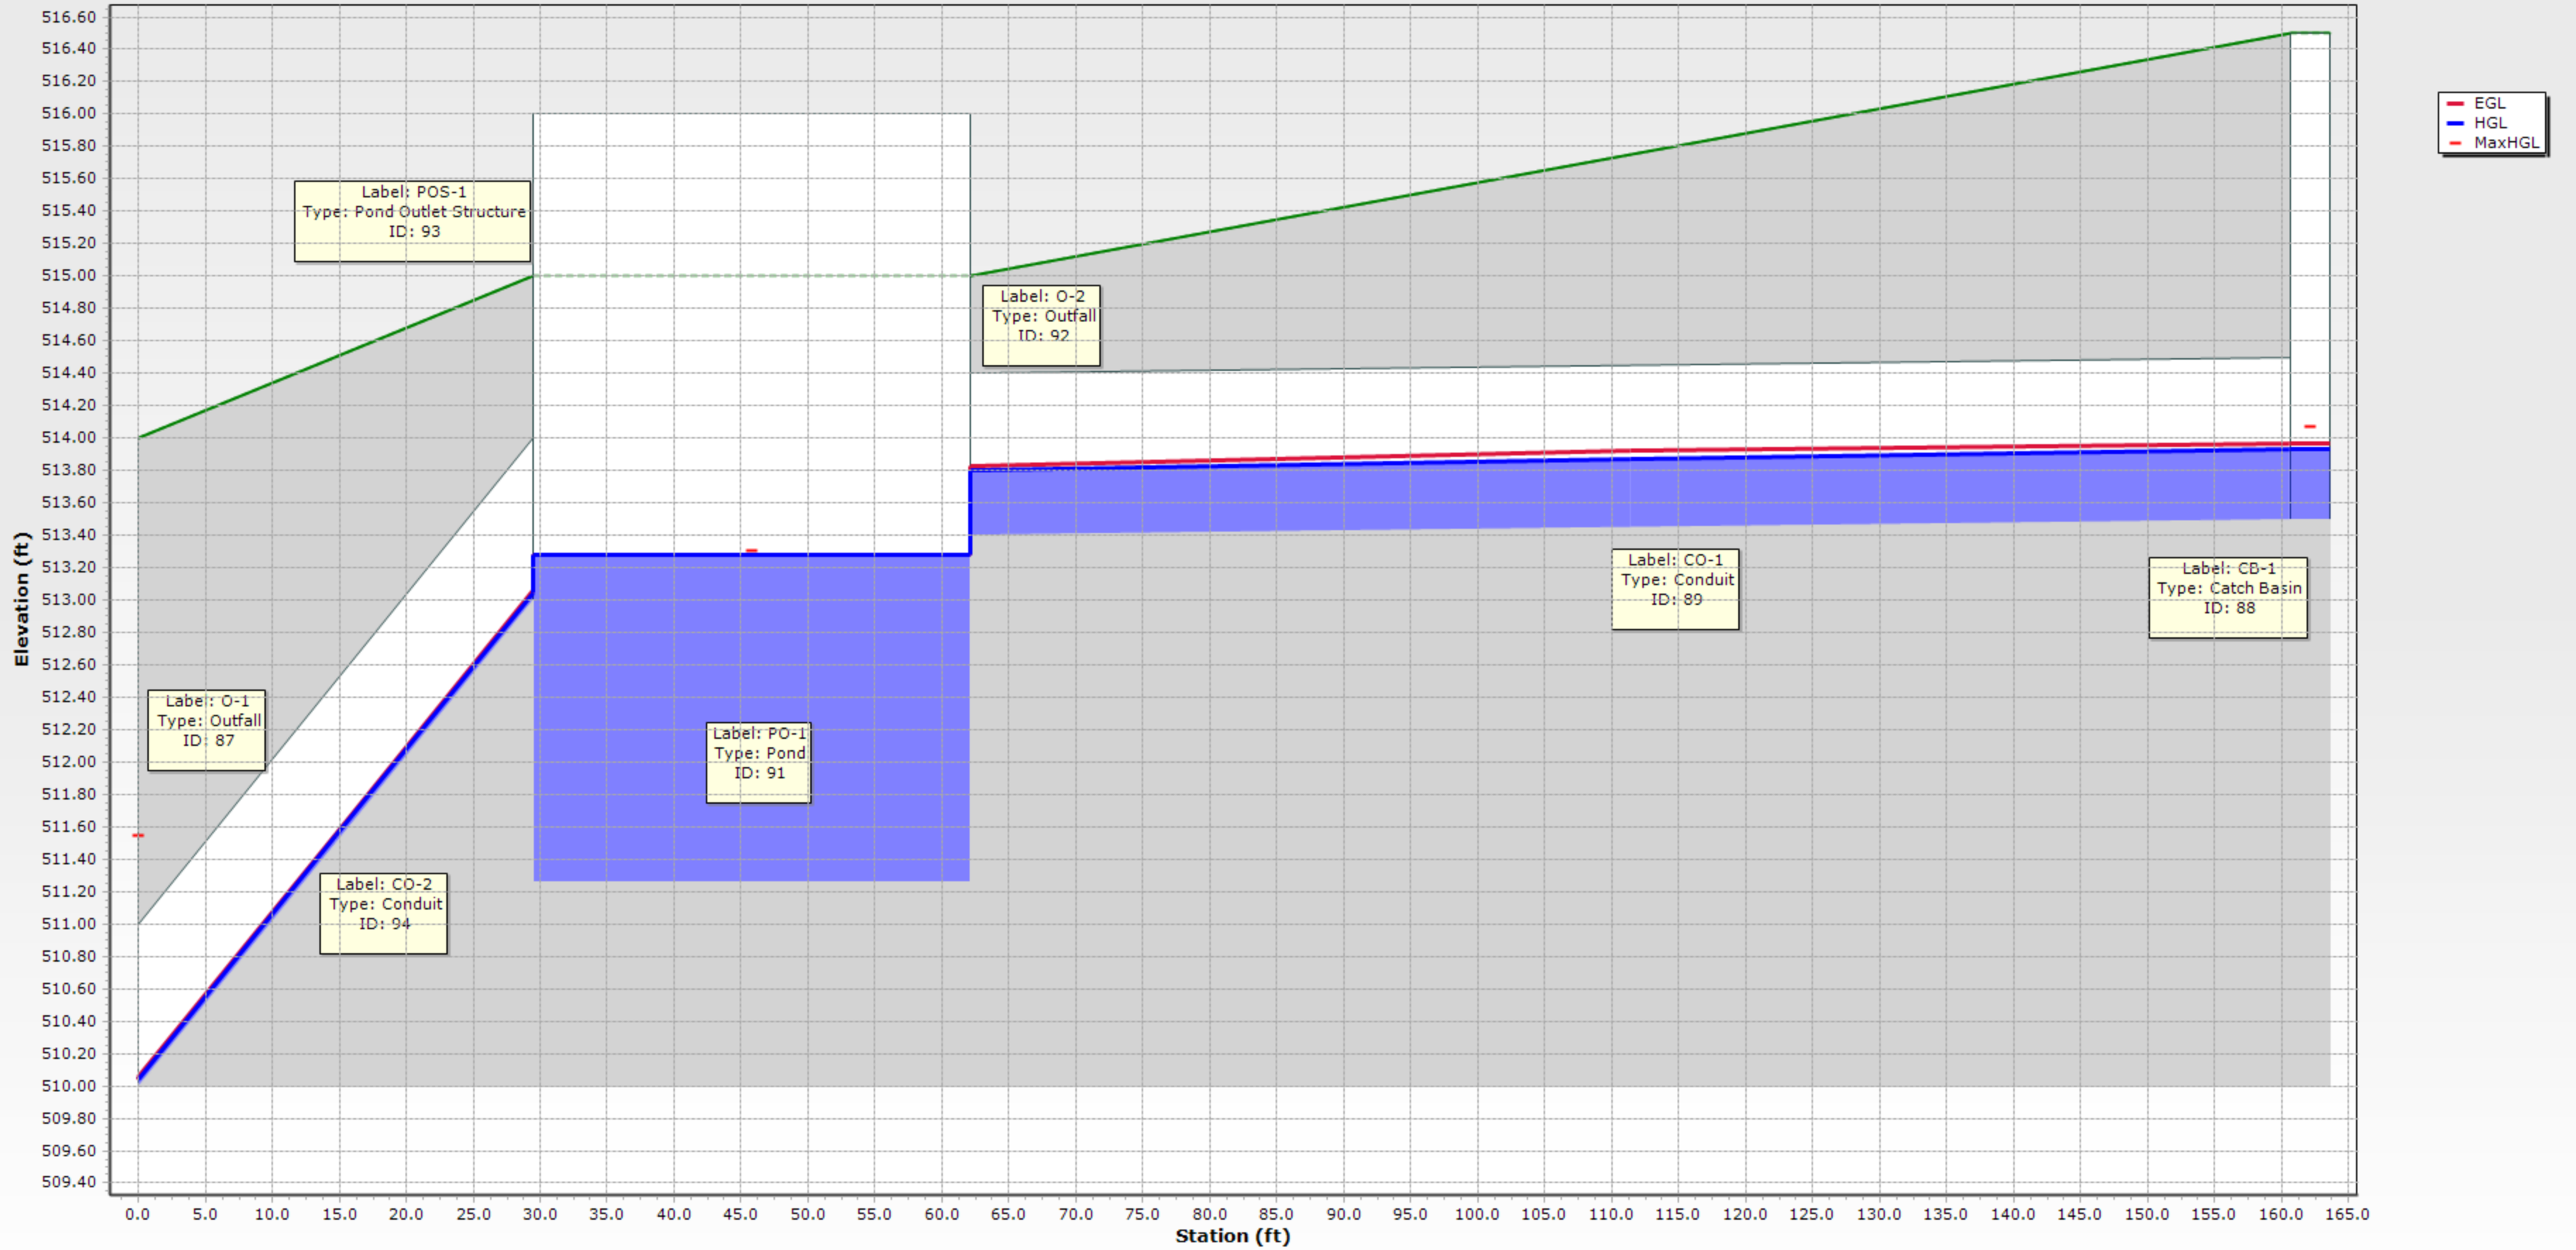 516.60
516.40
516.20
516.00
515.80
515.60
515.40
515.20
515.00
514.80
514.60
514.40
514.20
514.00
513.80
513.60
513.40
513.20
513.00
512.80
512.60
512.40
512.20
512.00
511.80
511.60
511.40
511.20
511.00
510.80
510.60
510.40
510.20
510.00
509.80
509.60
509.40
Elevation (ft)
Label: POS-1
Type: Pond Outlet Structure
ID: 93
Label: O-2
Type: Outfall
ID: 92
Label: CO-1
Type: Conduit
ID: 89
Label: CB-1
Type: Catch Basin
ID: 88
Label: O-1
Type: Outfall
ID: 87
Label: PO-1
Type: Pond
ID: 91
Label: CO-2
Type: Conduit
ID: 94
EGL
HGL
MaxHGL
0.0 5.0 10.0 15.0 20.0 25.0 30.0 35.0 40.0 45.0 50.0 55.0 60.0 65.0 70.0 75.0 80.0 85.0 90.0 95.0 100.0 105.0 110.0 115.0 120.0 125.0 130.0 135.0 140.0 145.0 150.0 155.0 160.0 165.0
Station (ft)